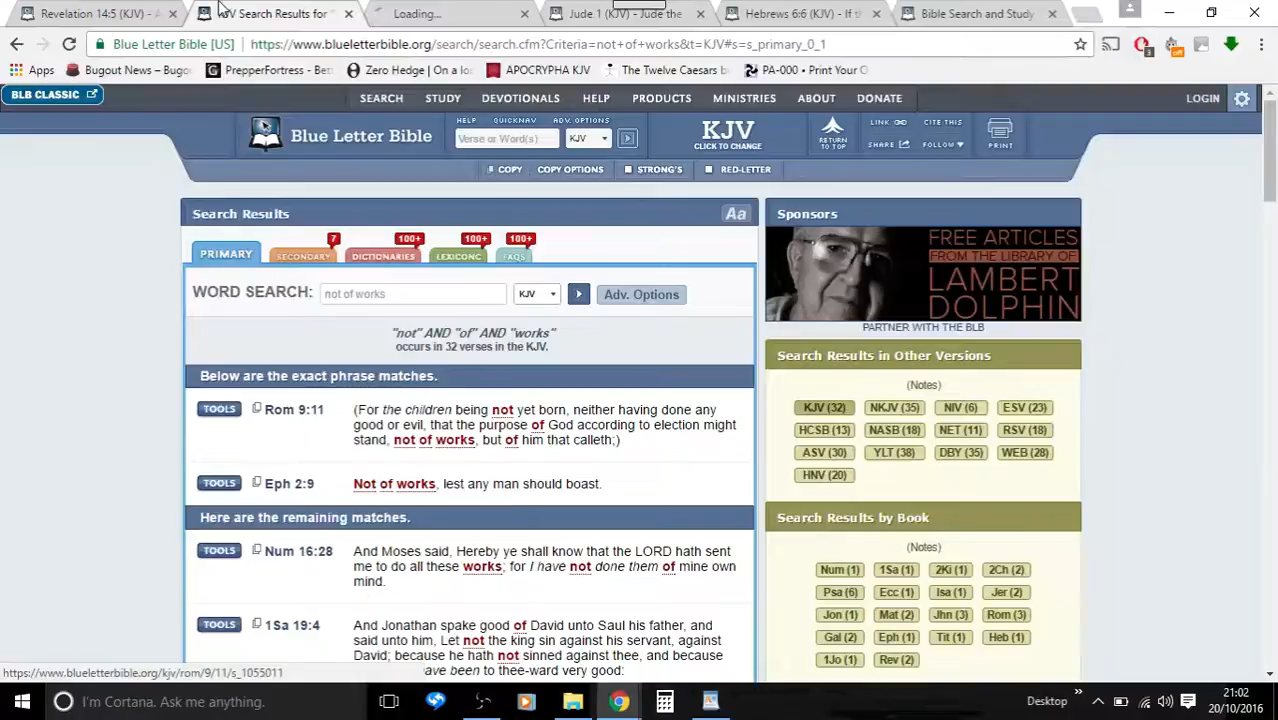 Revelation 14:5 (KJV) - A
KJV Search Results for "
Loading...
Jude 1 (KJV) - Jude the
Hebrews 6:6 (KJV) - If th
Bible Search and Study
Blue Letter Bible [US]
https://www.blueletterbible.org/search/search.cfm?Criteria=not+of+works&t=KJV#s=s_primary_0_1
3
off
Apps
Bugout News – Bugo
PrepperFortress - Bet
Zero Hedge | On a lo
APOCRYPHA KJV
The Twelve Caesars b
PA-000 • Print Your O
BLB CLASSIC
SEARCH STUDY DEVOTIONALS HELP PRODUCTS MINISTRIES ABOUT DONATE
LOGIN
Blue Letter Bible
HELP QUICKNAV ADV. OPTIONS
Verse or Word(s)
KJV
KJV
CLICK TO CHANGE
RETURN
TO TOP
LINK
CITE THIS
SHARE
FOLLOW
PRINT
COPY COPY OPTIONS STRONG'S RED-LETTER
Search Results
Aa
PRIMARY
7
SECONDARY
100+
DICTIONARIES
100+
LEXICONC
100+
FAQS
WORD SEARCH:
not of works
KJV
Adv. Options
"not" AND "of" AND "works"
occurs in 32 verses in the KJV.
Below are the exact phrase matches.
TOOLS
Rom 9:11
(For the children being not yet born, neither having done any
good or evil, that the purpose of God according to election might
stand, not of works, but of him that calleth;)
TOOLS
Eph 2:9
Not of works, lest any man should boast.
Here are the remaining matches.
TOOLS
Num 16:28
And Moses said, Hereby ye shall know that the LORD hath sent
me to do all these works; for I have not done them of mine own
mind.
TOOLS
1Sa 19:4
And Jonathan spake good of David unto Saul his father, and
said unto him, Let not the king sin against his servant, against
David; because he hath not sinned against thee, and because
have been to thee-ward very good:
Sponsors
FREE ARTICLES
FROM THE LIBRARY OF
LAMBERT
DOLPHIN
PARTNER WITH THE BLB
Search Results in Other Versions
(Notes)
KJV (32) NKJV (35) NIV (6) ESV (23)
HCSB (13) NASB (18) NET (11) RSV (18)
ASV (30) YLT (38) DBY (35) WEB (28)
HNV (20)
Search Results by Book
(Notes)
Num (1) 1Sa (1) 2Ki (1) 2Ch (2)
Psa (6) Ecc (1) Isa (1) Jer (2)
Jon (1) Mat (2) Jhn (3) Rom (3)
Gal (2) Eph (1) Tit (1) Heb (1)
1Jo (1) Rev (2)
https://www.blueletterbible.org/kjv/rom/9/11/s_1055011
I'm Cortana. Ask me anything.
Desktop
21:02
20/10/2016